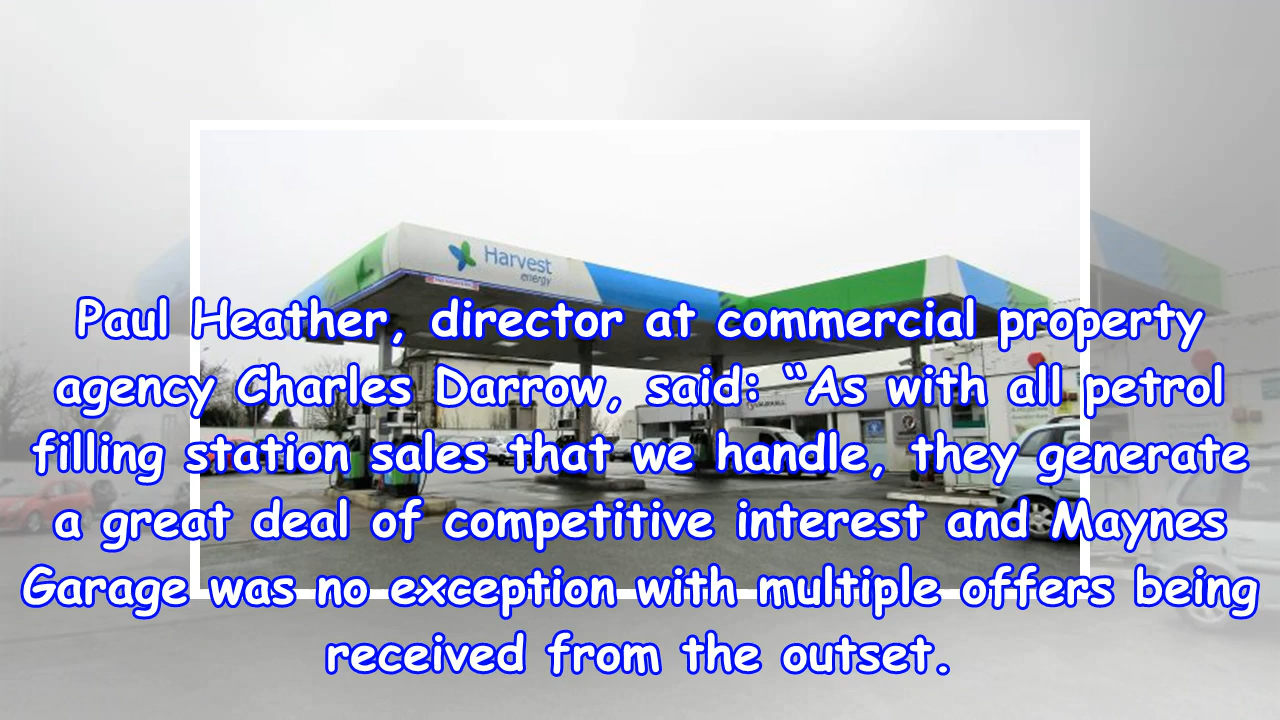 Harvest
energy
Paul Heather, director at commercial property
agency Charles Darrow, said: “As with all petrol
filling station sales that we handle, they generate
a great deal of competitive interest and Maynes
Garage was no exception with multiple offers being
received from the outset.
VAUXHALL